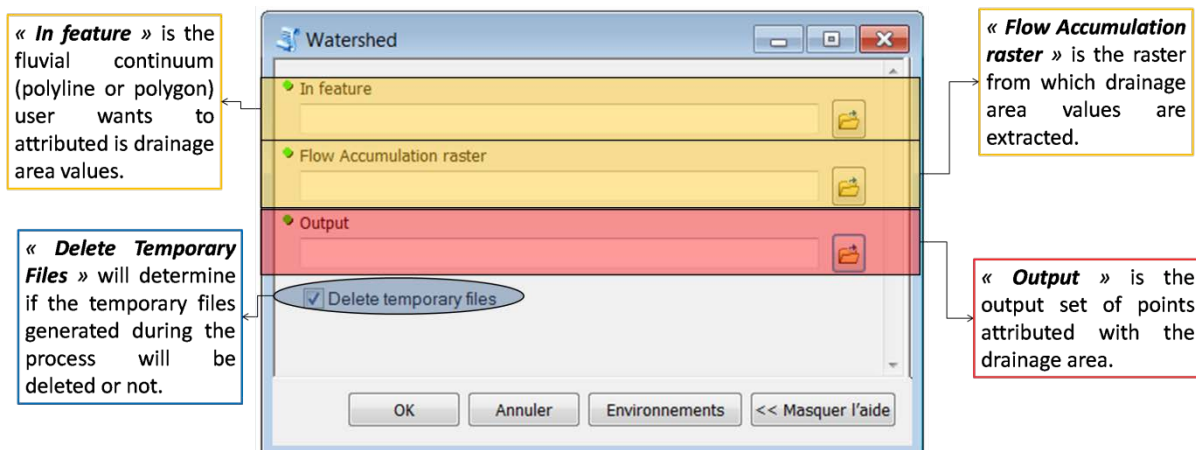 « In feature » is the
fluvial continuum
(polyline or polygon)
user wants to
attributed is drainage
area values.
« Delete Temporary
Files » will determine
if the temporary files
generated during the
process will be
deleted or not.
Watershed
In feature
Flow Accumulation raster
Output
Delete temporary files
OK
Annuler
Environnements
<< Masquer l'aide
« Flow Accumulation
raster » is the raster
from which drainage
area values are
extracted.
« Output » is the
output set of points
attributed with the
drainage area.